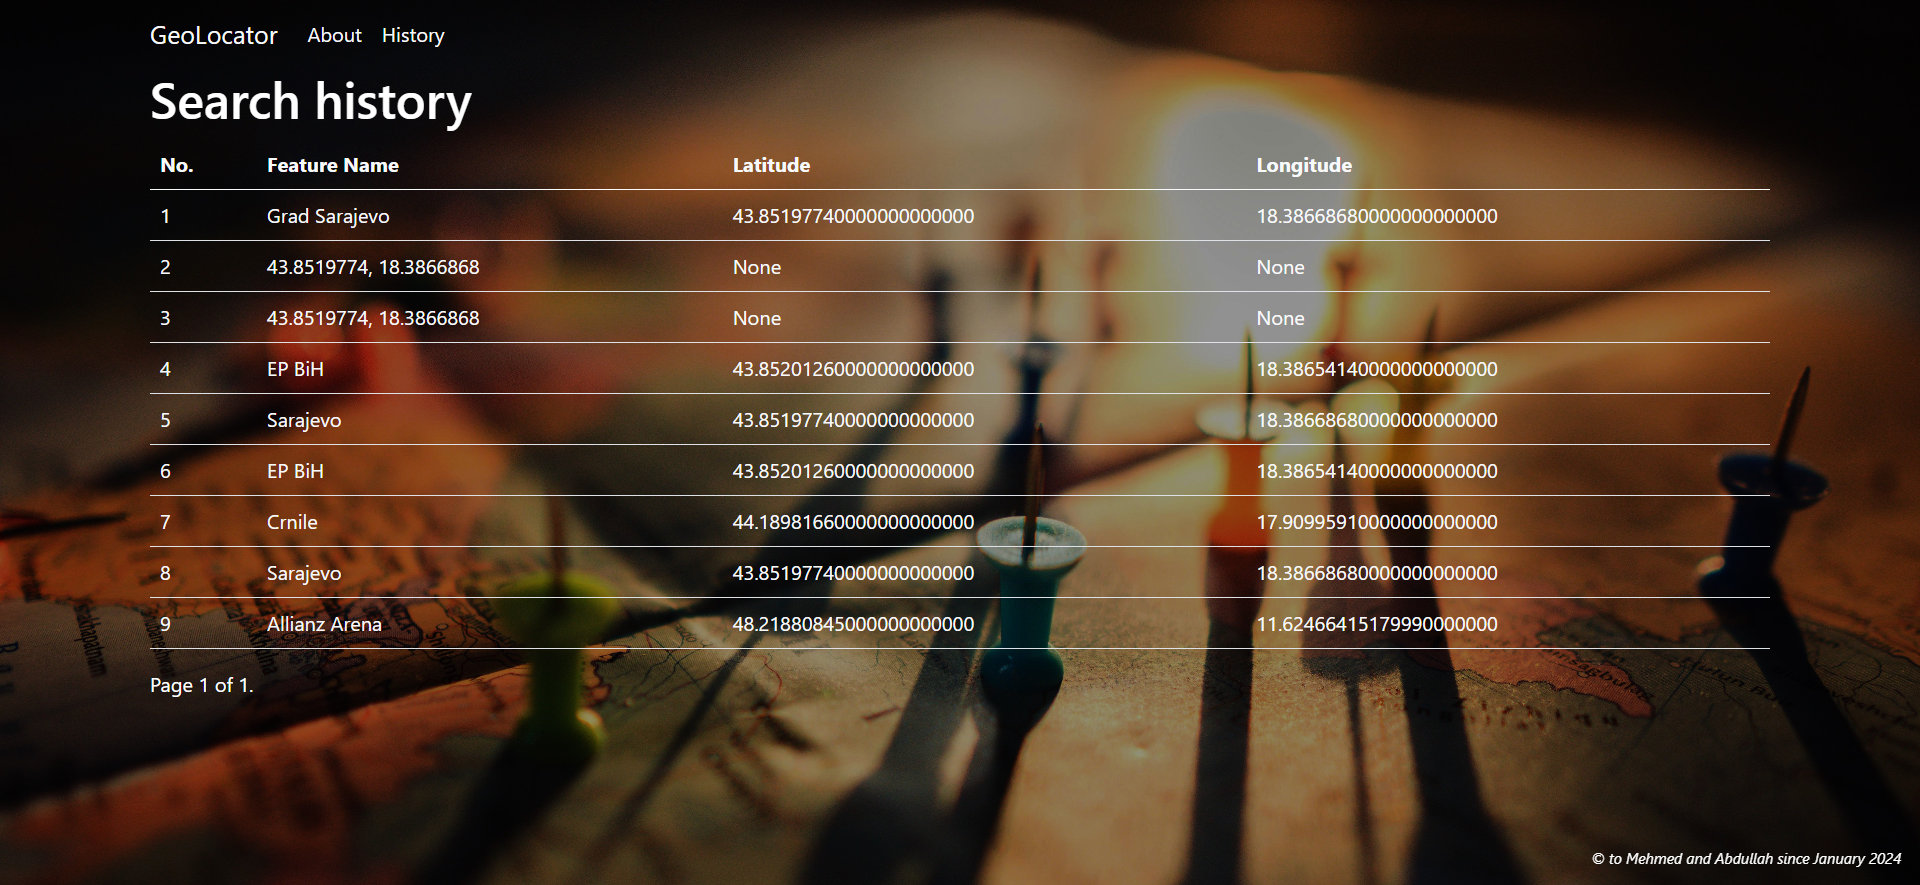 GeoLocator About History
Search history
No. Feature Name Latitude Longitude
1 Grad Sarajevo 43.85197740000000000000 18.38668680000000000000
2 43.8519774, 18.3866868 None None
3 43.8519774, 18.3866868 None None
4 EP BiH 43.85201260000000000000 18.38654140000000000000
5 Sarajevo 43.85197740000000000000 18.38668680000000000000
6 EP BiH 43.85201260000000000000 18.38654140000000000000
7 Crnile 44.18981660000000000000 17.90995910000000000000
8 Sarajevo 43.85197740000000000000 18.38668680000000000000
9 Allianz Arena 48.21880845000000000000 11.62466415179990000000
Page 1 of 1.
© to Mehmed and Abdullah since January 2024